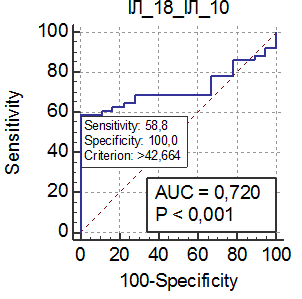 ІЛ_18_ІЛ_10
100
80
60
40
20
0
Sensitivity
Sensitivity: 58,8
Specificity: 100,0
Criterion: >42,664
AUC = 0,720
P < 0,001
0 20 40 60 80 100
100-Specificity